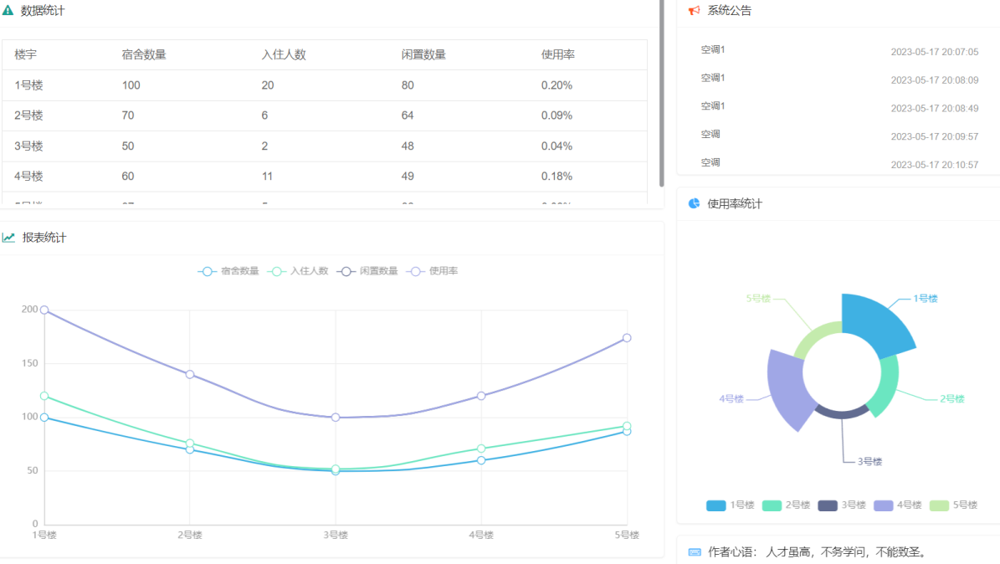 数据统计
楼宇 宿舍数量 入住人数 闲置数量 使用率
1号楼 100 20 80 0.20%
2号楼 70 6 64 0.09%
3号楼 50 2 48 0.04%
4号楼 60 11 49 0.18%
报表统计
宿舍数量 入住人数 闲置数量 使用率
200
150
100
50
0
1号楼 2号楼 3号楼 4号楼 5号楼
系统公告
空调1 2023-05-17 20:07:05
空调1 2023-05-17 20:08:09
空调1 2023-05-17 20:08:49
空调 2023-05-17 20:09:57
空调 2023-05-17 20:10:57
使用率统计
5号楼 1号楼
4号楼 2号楼
3号楼
1号楼 2号楼 3号楼 4号楼 5号楼
作者心语： 人才虽高，不务学问，不能致圣。